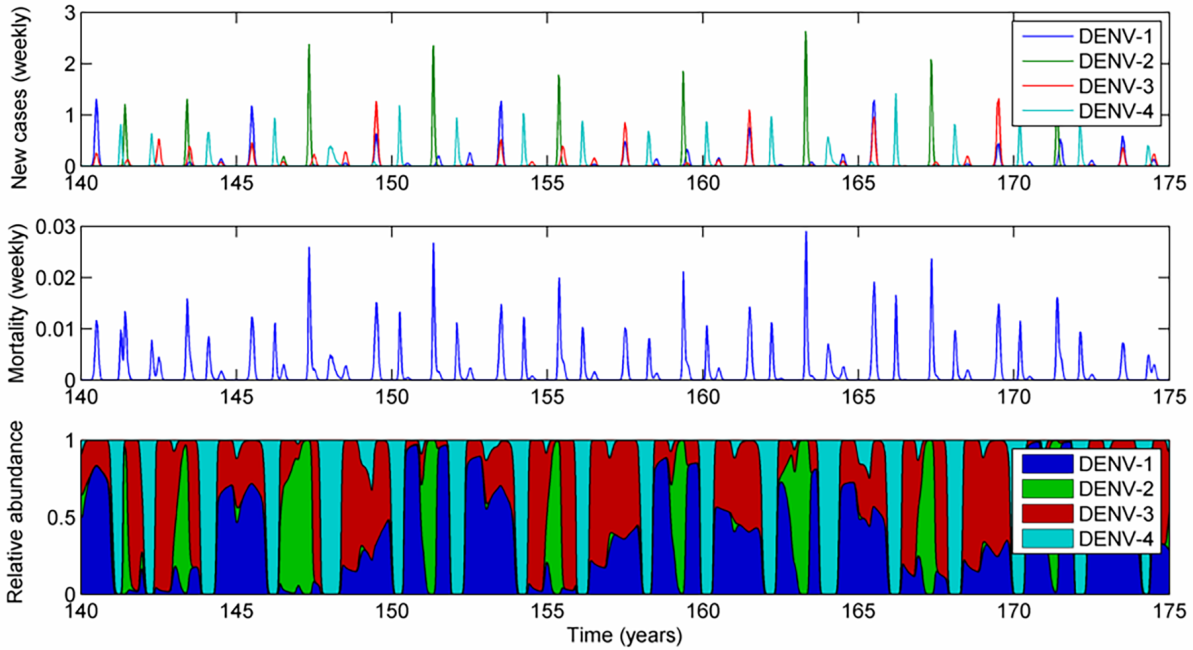 New cases (weekly)
3
2
1
0
140 145 150 155 160 165 170 175
DENV-1
DENV-2
DENV-3
DENV-4
Mortality (weekly)
0.03
0.02
0.01
0
140 145 150 155 160 165 170 175
Relative abundance
1
0.5
0
140 145 150 155 160 165 170 175
DENV-1
DENV-2
DENV-3
DENV-4
Time (years)